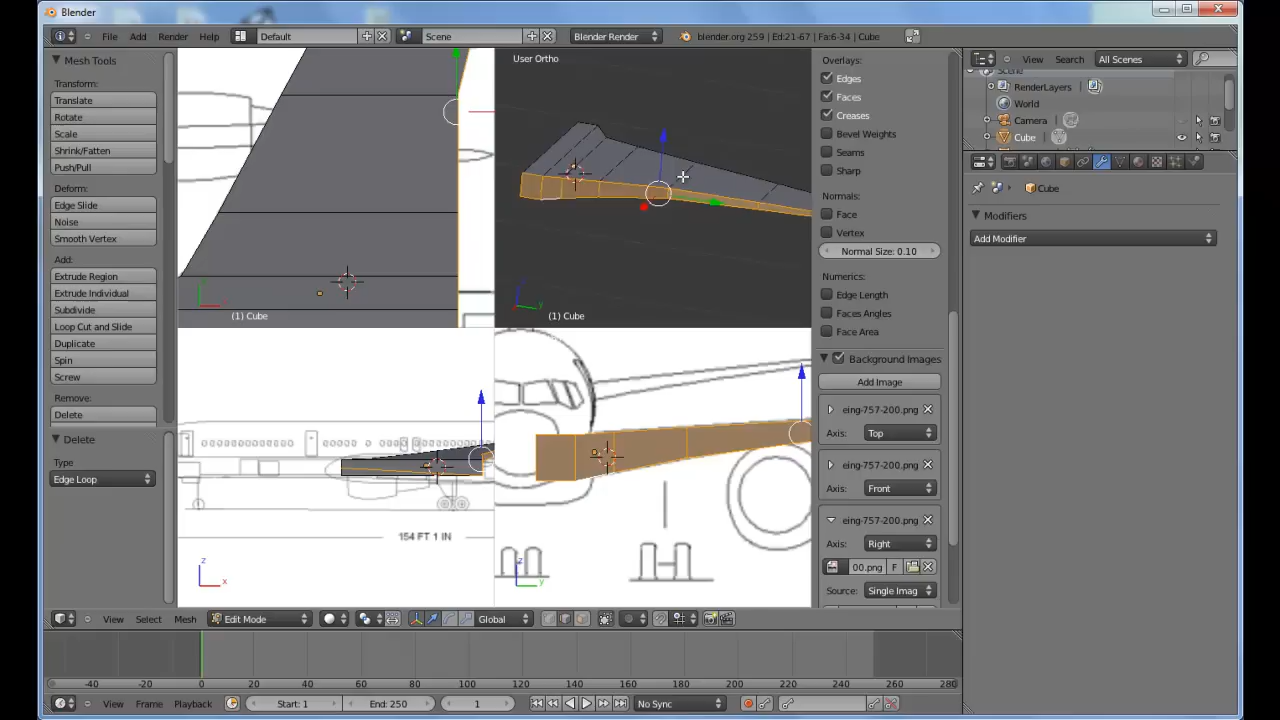 Blender
File Add Render Help Default Scene Blender Render blender.org 259 | Ed:21-67 | Fa:6-34 | Cube
Mesh Tools
Transform:
Translate
Rotate
Scale
Shrink/Fatten
Push/Pull
Deform:
Edge Slide
Noise
Smooth Vertex
Add:
Extrude Region
Extrude Individual
Subdivide
Loop Cut and Slide
Duplicate
Spin
Screw
Remove:
Delete
Delete
Type
Edge Loop
(1) Cube
User Ortho
(1) Cube
154 FT 1 IN
z
x
z
y
Overlays:
Edges
Faces
Creases
Bevel Weights
Seams
Sharp
Normals:
Face
Vertex
Normal Size: 0.10
Numerics:
Edge Length
Faces Angles
Face Area
Background Images
Add Image
eing-757-200.png
Axis: Top
eing-757-200.png
Axis: Front
eing-757-200.png
Axis: Right
00.png F
Source: Single Imag
View Search All Scenes
Scene
RenderLayers
World
Camera
Cube
Cube
Modifiers
Add Modifier
View Select Mesh Edit Mode Global
-40 -20 0 20 40 60 80 100 120 140 160 180 200 220 240 260 280
View Frame Playback Start: 1 End: 250 1 No Sync